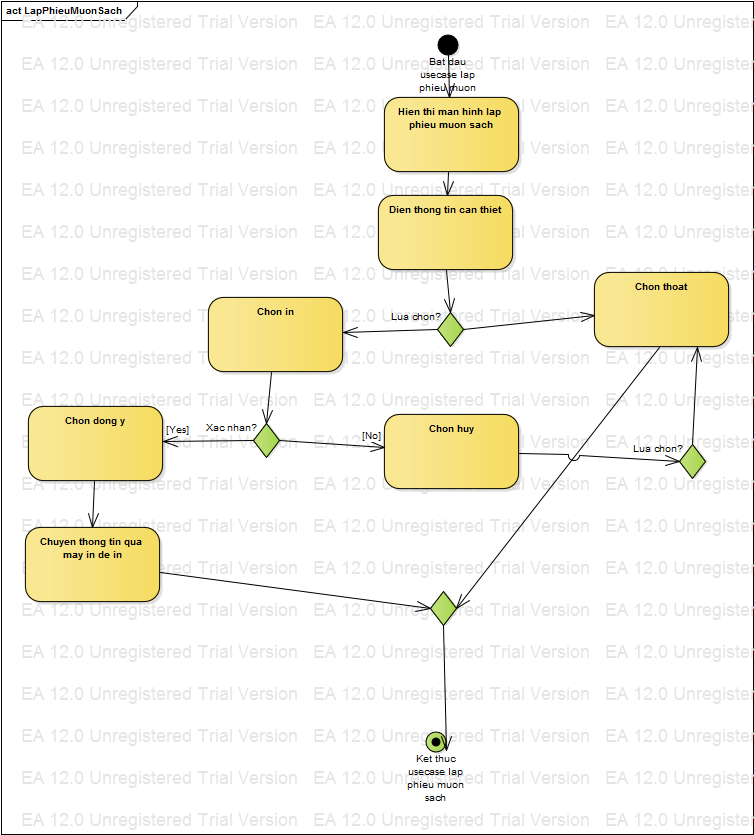 act LapPhieuMuonSach
EA 12.0 Unregistered Trial Version
Bat dau
usecase lap
phieu muon
Hien thi man hinh lap
phieu muon sach
Dien thong tin can thiet
Chon thoat
Chon in
Lua chon?
Chon dong y
[Yes]
Xac nhan?
[No]
Chon huy
Lua chon?
Chuyen thong tin qua
may in de in
Ket thuc
usecase lap
phieu muon
sach